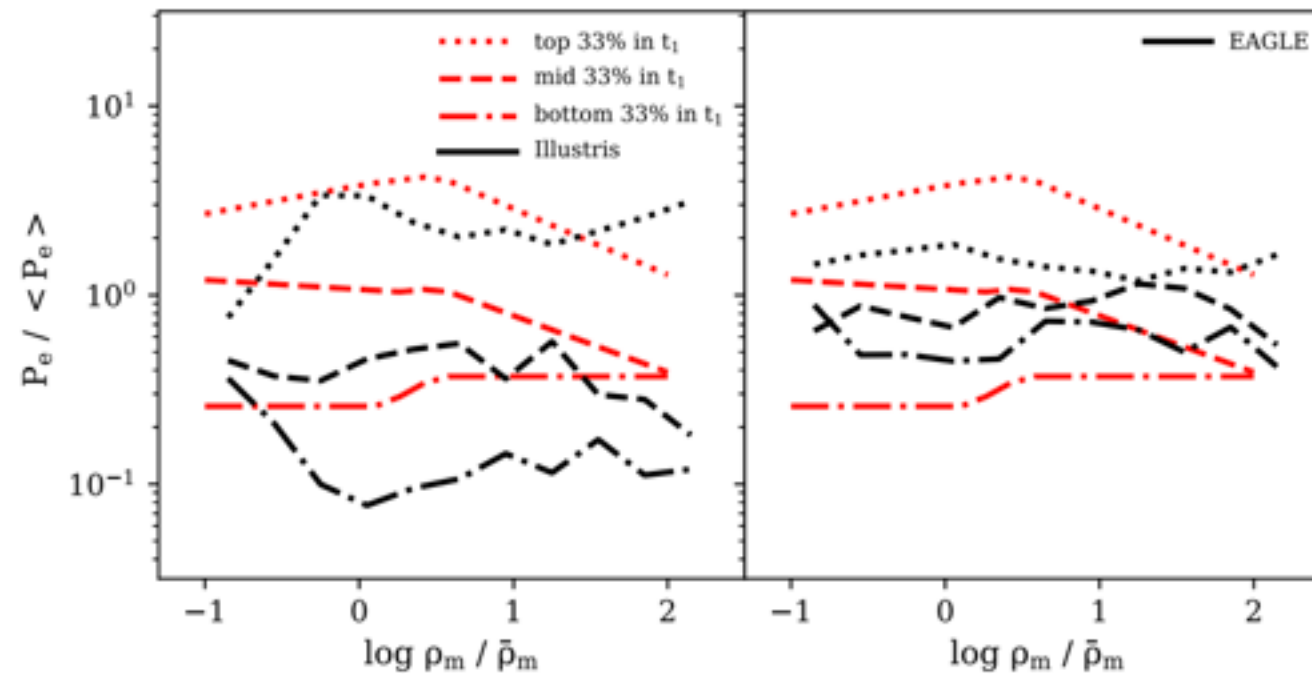 top 33% in t₁
mid 33% in t₁
bottom 33% in t₁
Illustris
EAGLE
10¹
10⁰
10⁻¹
Pₑ / < Pₑ >
−1 0 1 2
−1 0 1 2
log ρₘ / ρ̄ₘ
log ρₘ / ρ̄ₘ